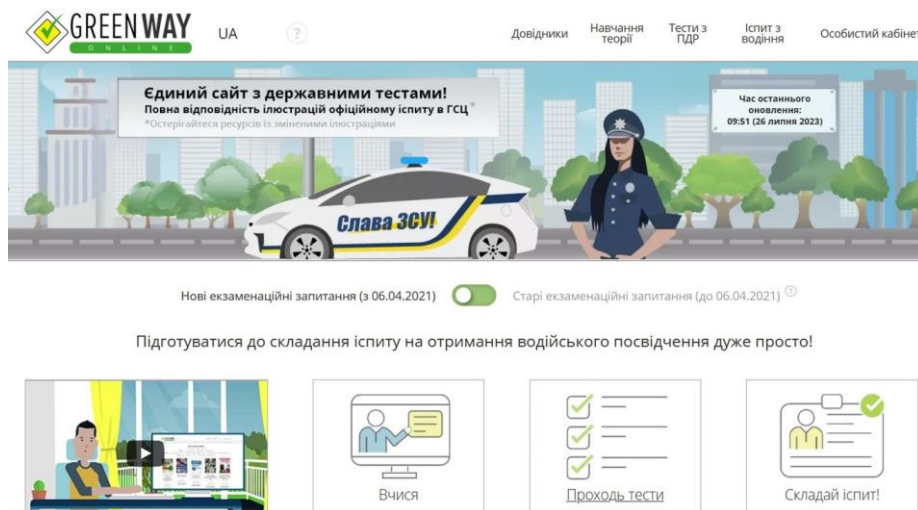 GREEN WAY
ONLINE
UA
?
Довідники
Навчання
теорії
Тести з
ПДР
Іспит з
водіння
Особистий кабінет
Єдиний сайт з державними тестами!
Повна відповідність ілюстрацій офіційному іспиту в ГСЦ*
*Остерігайтеся ресурсів із зміненими ілюстраціями
Час останнього
оновлення:
09:51 (26 липня 2023)
Слава ЗСУ!
Нові екзаменаційні запитання (з 06.04.2021)
Старі екзаменаційні запитання (до 06.04.2021) ?
Підготуватися до складання іспиту на отримання водійського посвідчення дуже просто!
Вчися
Проходь тести
Складай іспит!